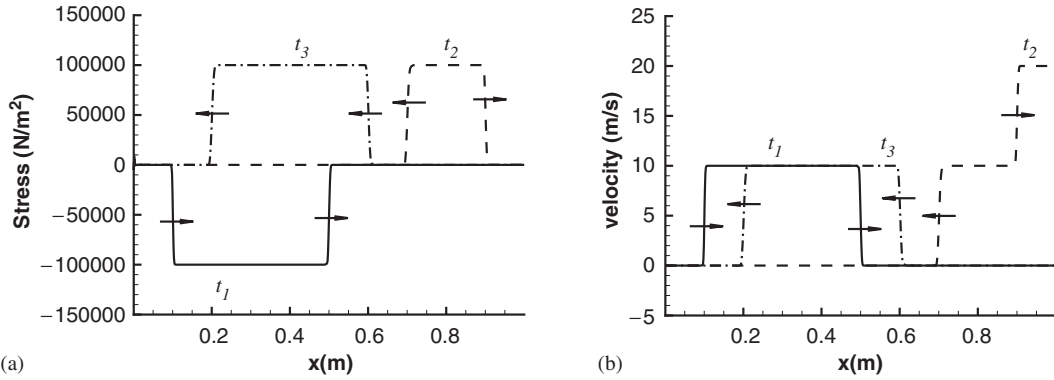 150000
100000
50000
0
−50000
−100000
−150000
Stress (N/m²)
t₃
t₂
t₁
0.2 0.4 0.6 0.8
x(m)
(a)
25
20
15
10
5
0
−5
velocity (m/s)
t₂
t₁
t₃
0.2 0.4 0.6 0.8
x(m)
(b)